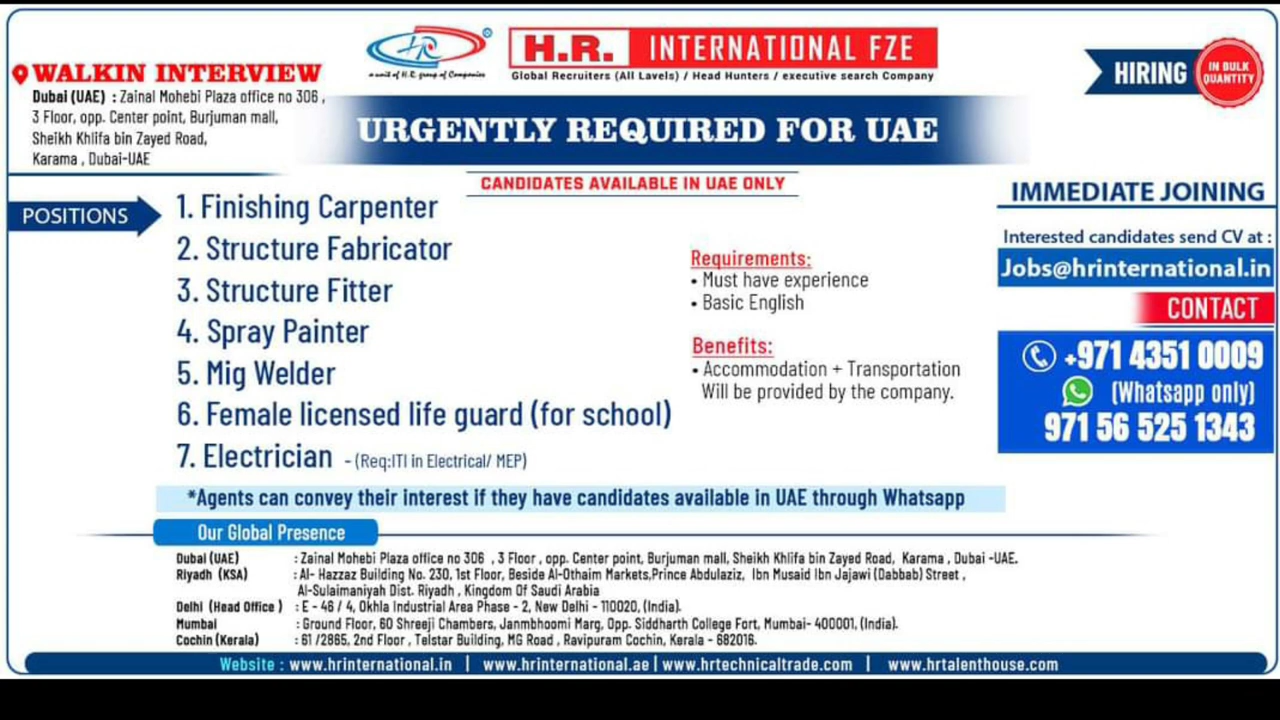 WALKIN INTERVIEW
Dubai (UAE) : Zainal Mohebi Plaza office no 306 ,
3 Floor, opp. Center point, Burjuman mall,
Sheikh Khlifa bin Zayed Road,
Karama , Dubai-UAE
HR
a unit of H.R. group of Companies
H.R. INTERNATIONAL FZE
Global Recruiters (All Lavels) / Head Hunters / executive search Company
HIRING
IN BULK
QUANTITY
URGENTLY REQUIRED FOR UAE
CANDIDATES AVAILABLE IN UAE ONLY
POSITIONS
1. Finishing Carpenter
2. Structure Fabricator
3. Structure Fitter
4. Spray Painter
5. Mig Welder
6. Female licensed life guard (for school)
7. Electrician - (Req:ITI in Electrical/ MEP)
Requirements:
• Must have experience
• Basic English
Benefits:
• Accommodation + Transportation
Will be provided by the company.
IMMEDIATE JOINING
Interested candidates send CV at :
Jobs@hrinternational.in
CONTACT
+971 4351 0009
(Whatsapp only)
971 56 525 1343
*Agents can convey their interest if they have candidates available in UAE through Whatsapp
Our Global Presence
Dubai (UAE) : Zainal Mohebi Plaza office no 306 , 3 Floor , opp. Center point, Burjuman mall, Sheikh Khlifa bin Zayed Road, Karama , Dubai -UAE.
Riyadh (KSA) : Al- Hazzaz Building No. 230, 1st Floor, Beside Al-Othaim Markets,Prince Abdulaziz, Ibn Musaid Ibn Jajawi (Dabbab) Street ,
Al-Sulaimaniyah Dist. Riyadh , Kingdom Of Saudi Arabia
Delhi (Head Office ) : E - 46 / 4, Okhla Industrial Area Phase - 2, New Delhi - 110020, (India).
Mumbai : Ground Floor, 60 Shreeji Chambers, Janmbhoomi Marg, Opp. Siddharth College Fort, Mumbai- 400001, (India).
Cochin (Kerala) : 61 /2865, 2nd Floor , Telstar Building, MG Road , Ravipuram Cochin, Kerala - 682016.
Website : www.hrinternational.in | www.hrinternational.ae | www.hrtechnicaltrade.com | www.hrtalenthouse.com